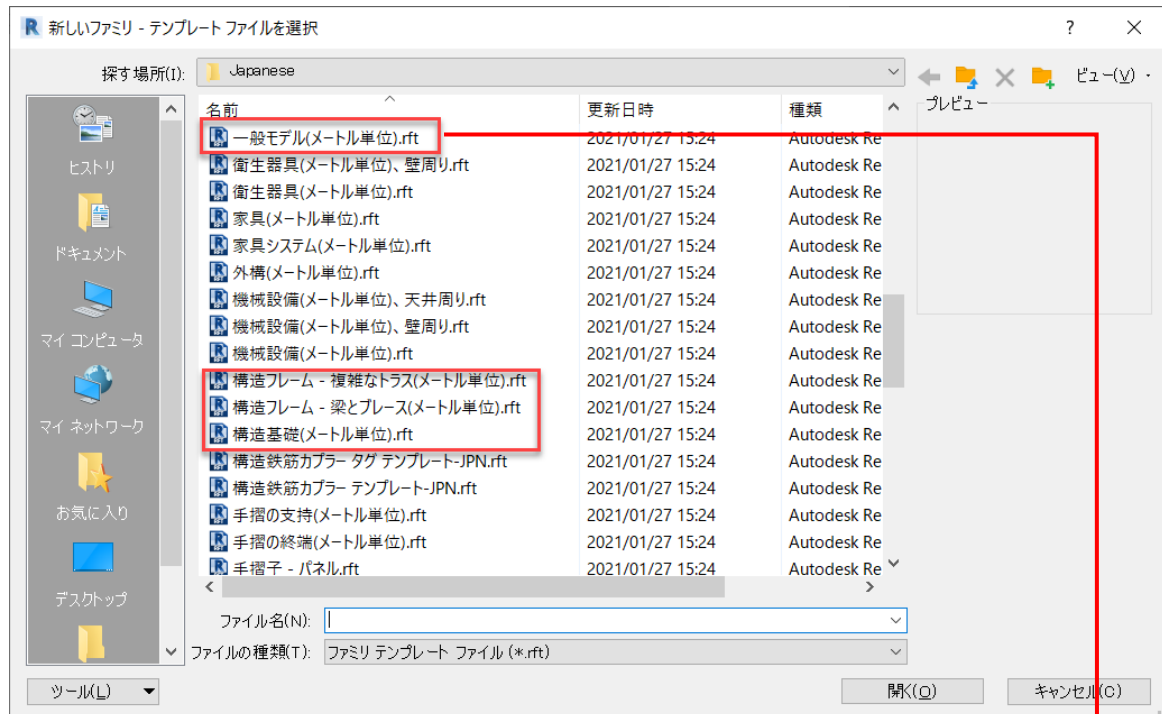 新しいファミリ - テンプレート ファイルを選択
探す場所(I): Japanese ビュー(V)
名前 更新日時 種類 プレビュー
一般モデル(メートル単位).rft 2021/01/27 15:24 Autodesk Re
衛生器具(メートル単位)、壁周り.rft 2021/01/27 15:24 Autodesk Re
衛生器具(メートル単位).rft 2021/01/27 15:24 Autodesk Re
家具(メートル単位).rft 2021/01/27 15:24 Autodesk Re
家具システム(メートル単位).rft 2021/01/27 15:24 Autodesk Re
外構(メートル単位).rft 2021/01/27 15:24 Autodesk Re
機械設備(メートル単位)、天井周り.rft 2021/01/27 15:24 Autodesk Re
機械設備(メートル単位)、壁周り.rft 2021/01/27 15:24 Autodesk Re
機械設備(メートル単位).rft 2021/01/27 15:24 Autodesk Re
構造フレーム - 複雑なトラス(メートル単位).rft 2021/01/27 15:24 Autodesk Re
構造フレーム - 梁とブレース(メートル単位).rft 2021/01/27 15:24 Autodesk Re
構造基礎(メートル単位).rft 2021/01/27 15:24 Autodesk Re
構造鉄筋カプラー タグ テンプレート-JPN.rft 2021/01/27 15:24 Autodesk Re
構造鉄筋カプラー テンプレート-JPN.rft 2021/01/27 15:24 Autodesk Re
手摺の支持(メートル単位).rft 2021/01/27 15:24 Autodesk Re
手摺の終端(メートル単位).rft 2021/01/27 15:24 Autodesk Re
手摺子 - パネル.rft 2021/01/27 15:24 Autodesk Re
ヒストリ
ドキュメント
マイ コンピュータ
マイ ネットワーク
お気に入り
デスクトップ
ファイル名(N):
ファイルの種類(T): ファミリ テンプレート ファイル (*.rft)
ツール(L) 開く(O) キャンセル(C)